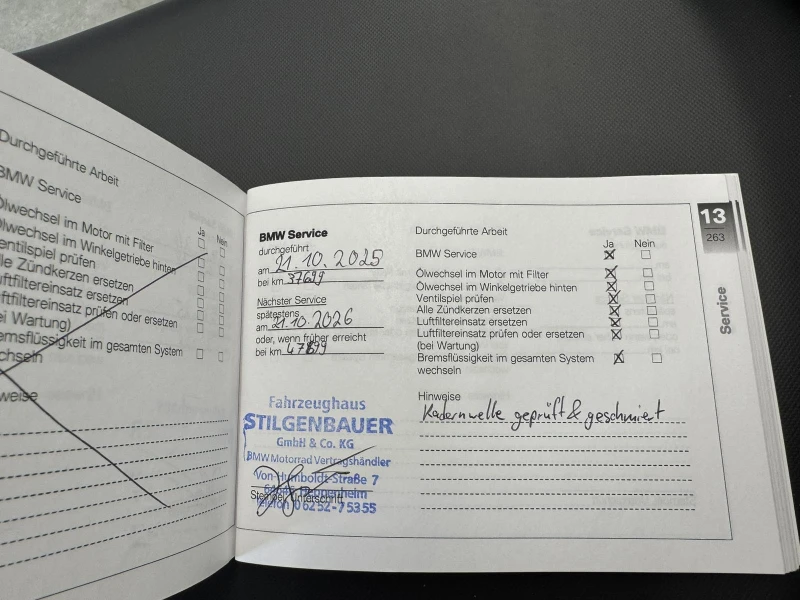 Durchgeführte Arbeit
Ja Nein
BMW Service
Ölwechsel im Motor mit Filter
Ölwechsel im Winkelgetriebe hinten
Ventilspiel prüfen
Alle Zündkerzen ersetzen
Luftfiltereinsatz ersetzen
Luftfiltereinsatz prüfen oder ersetzen
(bei Wartung)
Bremsflüssigkeit im gesamten System
wechseln
BMW Service
durchgeführt
am 21.10.2025
bei km 37699
Nächster Service
spätestens
am 21.10.2026
oder, wenn früher erreicht
bei km 47699
Fahrzeughaus
STILGENBAUER
GmbH & Co. KG
BMW Motorrad Vertragshändler
Von-Humboldt-Straße 7
64646 Heppenheim
Stempel, Unterschrift
Telefon 06252-75355
Durchgeführte Arbeit
Ja Nein
BMW Service
Ölwechsel im Motor mit Filter
Ölwechsel im Winkelgetriebe hinten
Ventilspiel prüfen
Alle Zündkerzen ersetzen
Luftfiltereinsatz ersetzen
Luftfiltereinsatz prüfen oder ersetzen
(bei Wartung)
Bremsflüssigkeit im gesamten System
wechseln
Hinweise
Kadernwelle geprüft & geschmiert
13
263
Service